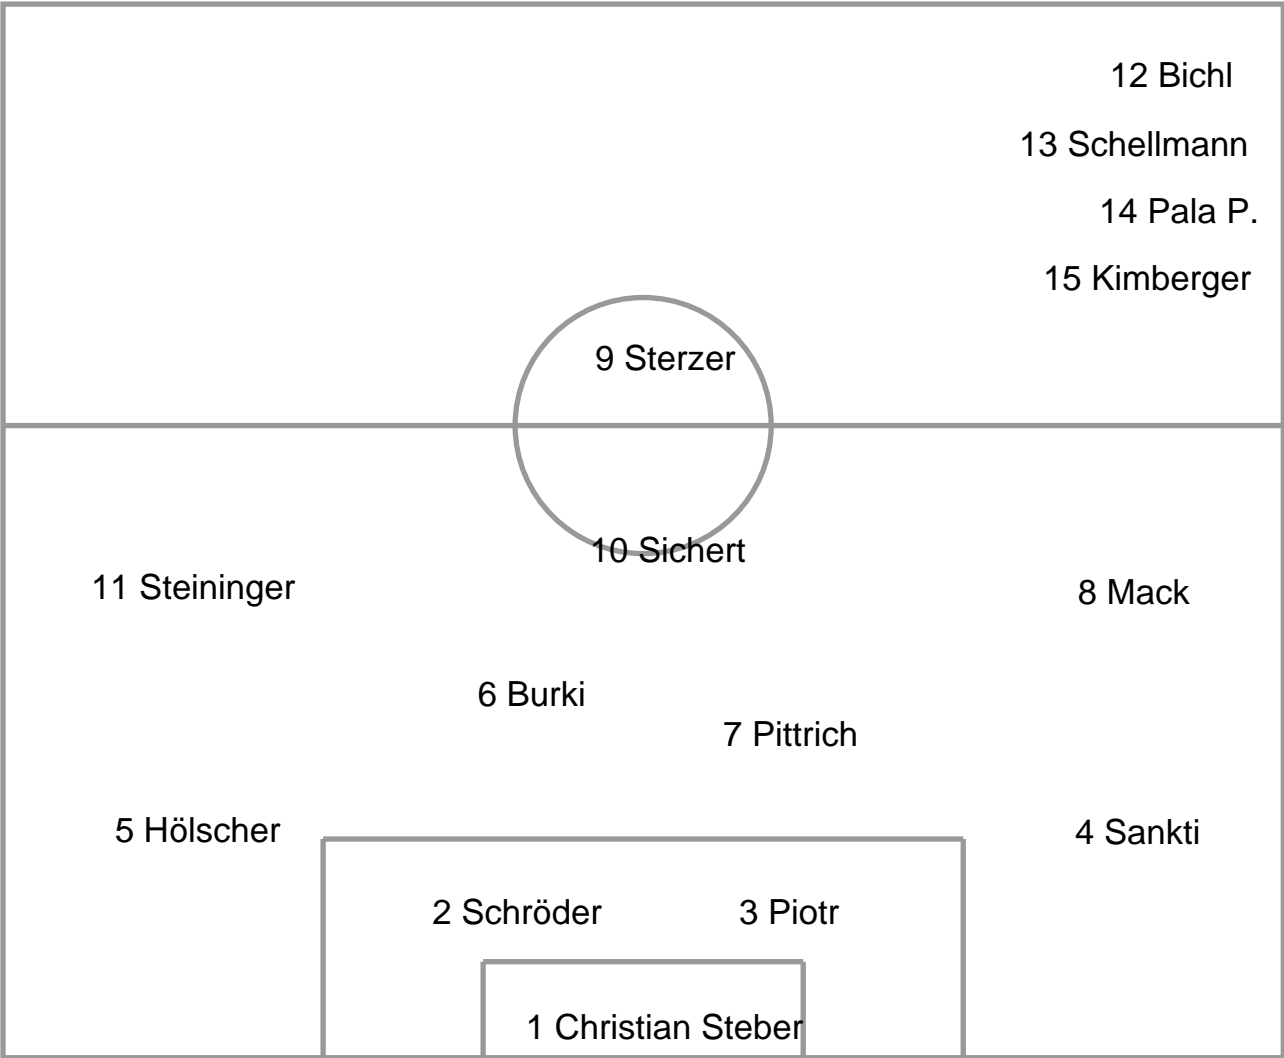 12 Bichl
13 Schellmann
14 Pala P.
15 Kimberger
9 Sterzer
10 Sichert
11 Steininger
8 Mack
6 Burki
7 Pittrich
5 Hölscher
4 Sankti
2 Schröder
3 Piotr
1 Christian Steber